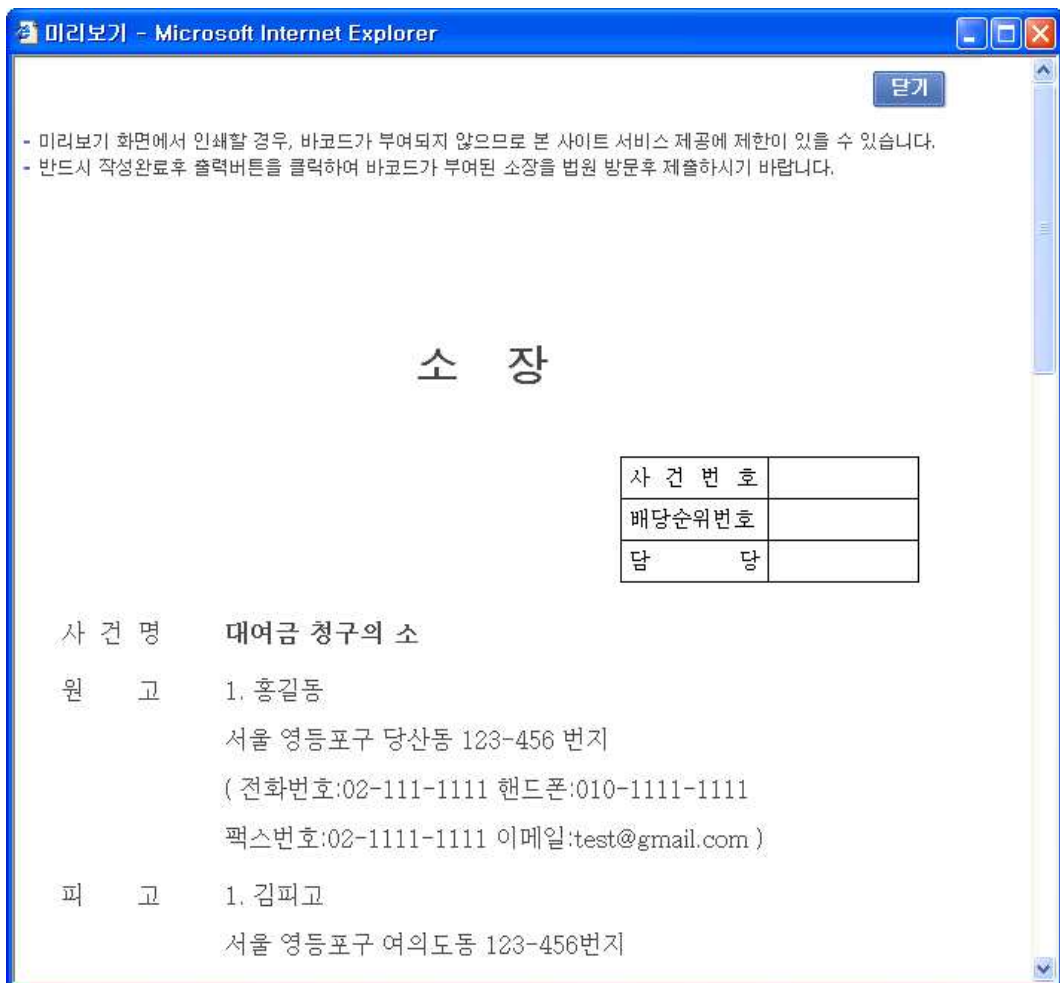 미리보기 - Microsoft Internet Explorer
닫기
- 미리보기 화면에서 인쇄할 경우, 바코드가 부여되지 않으므로 본 사이트 서비스 제공에 제한이 있을 수 있습니다.
- 반드시 작성완료후 출력버튼을 클릭하여 바코드가 부여된 소장을 법원 방문후 제출하시기 바랍니다.
소 장
사 건 번 호
배당순위번호
담 당
사 건 명 대여금 청구의 소
원 고 1. 홍길동
서울 영등포구 당산동 123-456 번지
( 전화번호:02-111-1111 핸드폰:010-1111-1111
팩스번호:02-1111-1111 이메일:test@gmail.com )
피 고 1. 김피고
서울 영등포구 여의도동 123-456번지